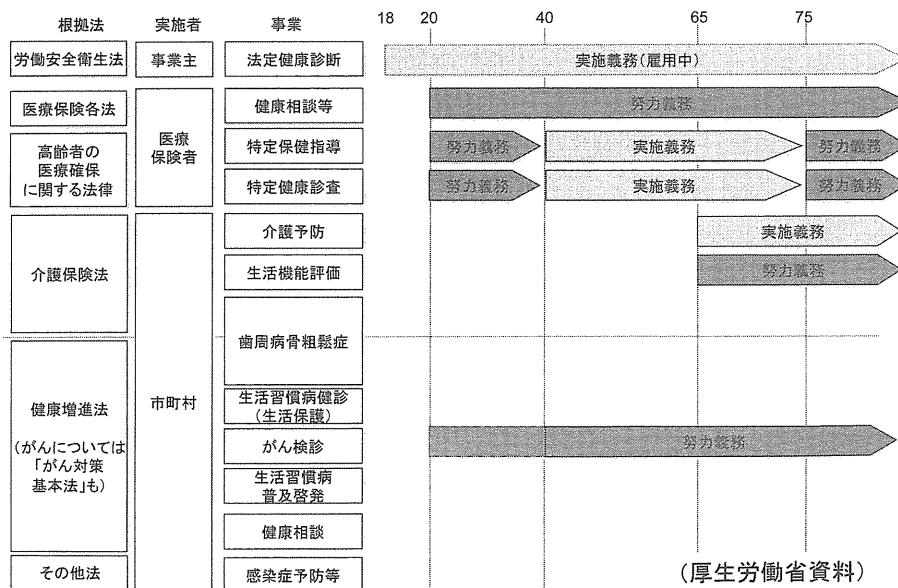 根拠法 実施者 事業 18 20 40 65 75
労働安全衛生法 事業主 法定健康診断 実施義務(雇用中)
医療保険各法 医療
保険者 健康相談等 努力義務
高齢者の
医療確保
に関する法律 特定保健指導 努力義務 実施義務 努力義務
特定健康診査 努力義務 実施義務 努力義務
介護保険法 市町村 介護予防 実施義務
生活機能評価 努力義務
歯周病骨粗鬆症
健康増進法
(がんについては
「がん対策
基本法」も)
生活習慣病健診
(生活保護)
がん検診 努力義務
生活習慣病
普及啓発
健康相談
その他法 感染症予防等
(厚生労働省資料)